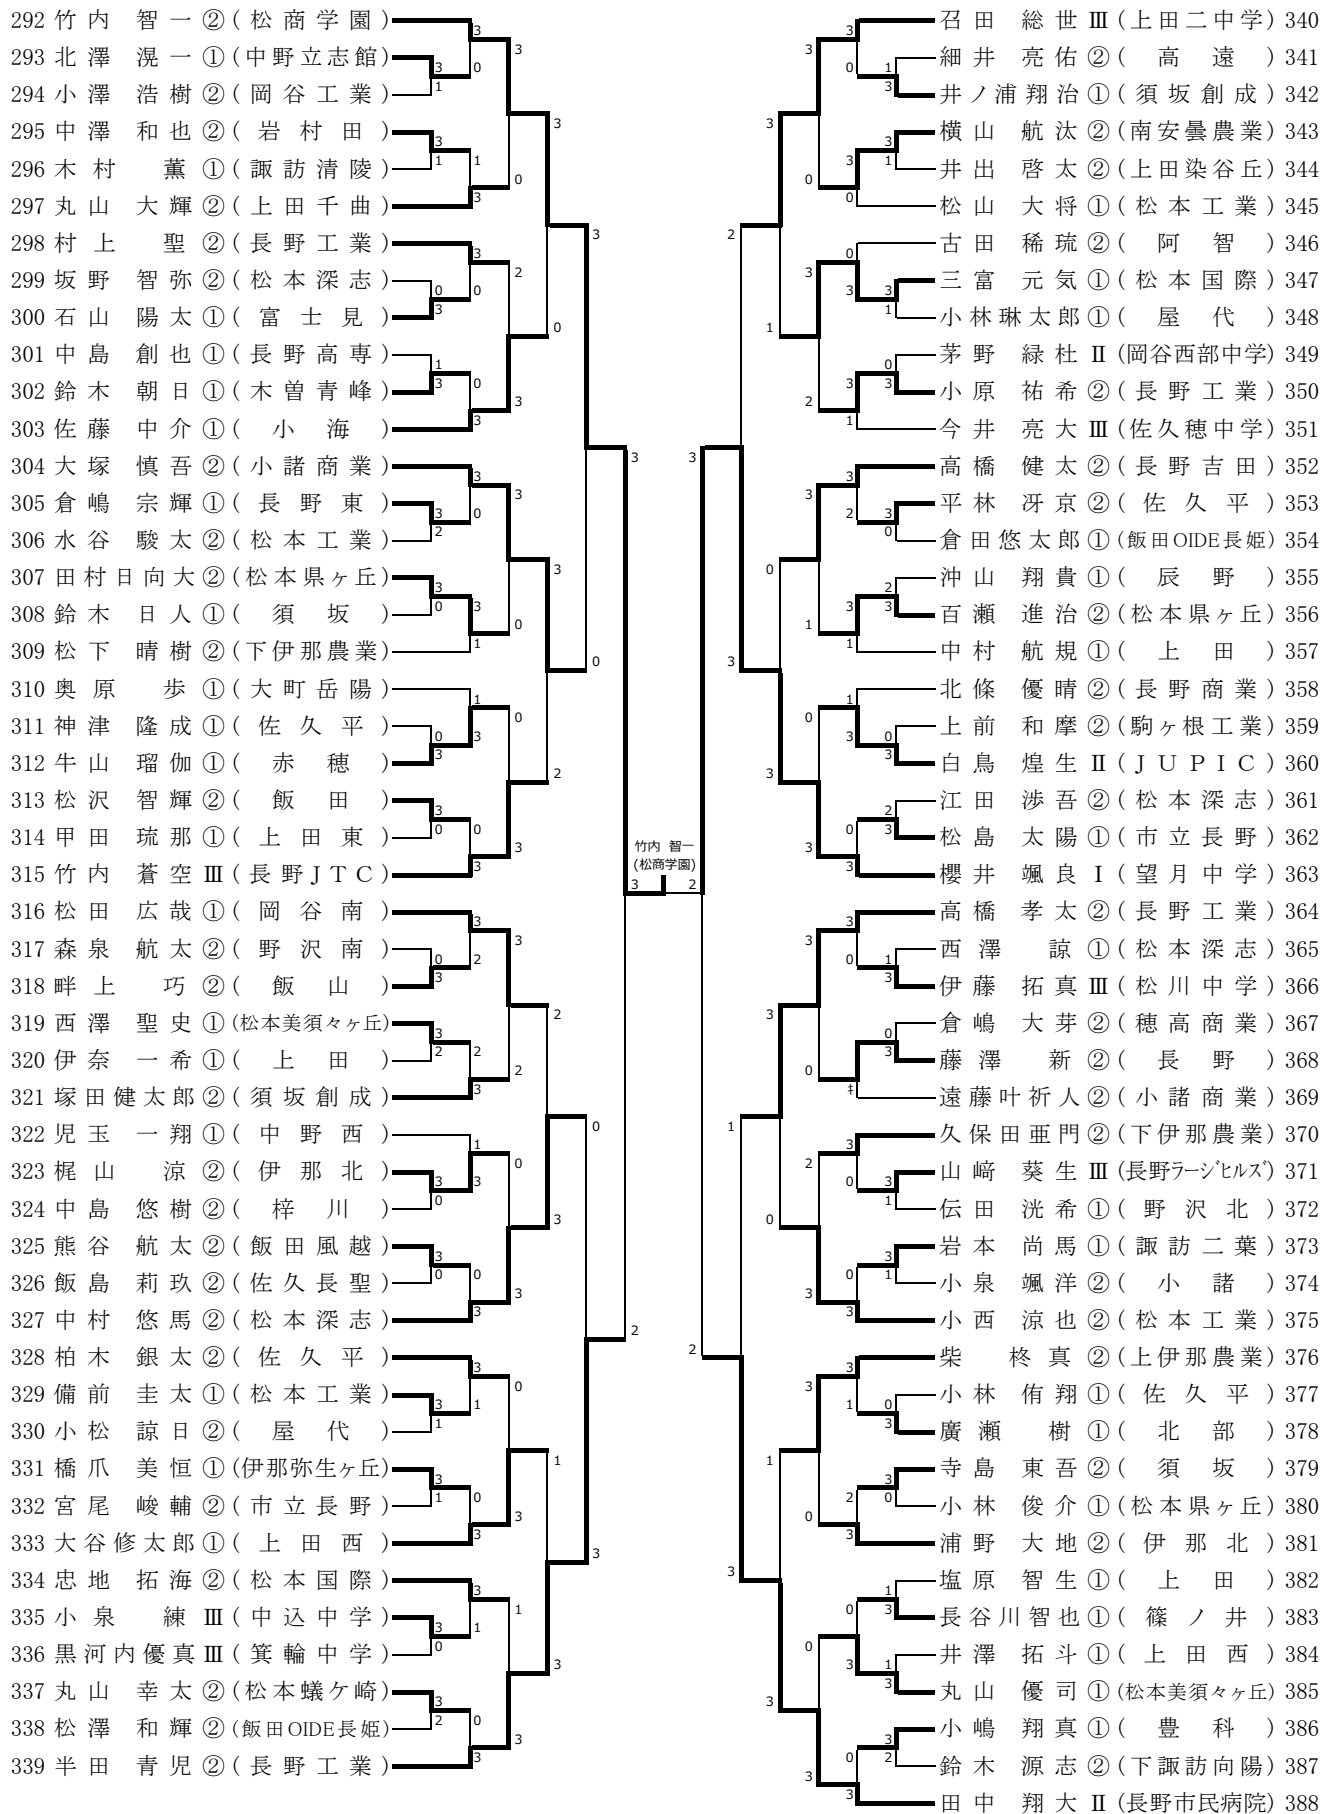 292 竹内 智一 ② (松商学園)
293 北澤 滉一 ① (中野立志館)
294 小澤 浩樹 ② (岡谷工業)
295 中澤 和也 ② (岩村田)
296 木村 薫 ① (諏訪清陵)
297 丸山 大輝 ② (上田千曲)
298 村上 聖 ② (長野工業)
299 坂野 智弥 ② (松本深志)
300 石山 陽太 ① (富士見)
301 中島 創也 ① (長野高専)
302 鈴木 朝日 ① (木曽青峰)
303 佐藤 中介 ① (小海)
304 大塚 慎吾 ② (小諸商業)
305 倉嶋 宗輝 ① (長野東)
306 水谷 駿太 ② (松本工業)
307 田村日向大 ② (松本県ヶ丘)
308 鈴木 日人 ① (須坂)
309 松下 晴樹 ② (下伊那農業)
310 奥原 歩 ① (大町岳陽)
311 神津 隆成 ① (佐久平)
312 牛山 瑠伽 ① (赤穂)
313 松沢 智輝 ② (飯田)
314 甲田 琉那 ① (上田東)
315 竹内 蒼空 Ⅲ (長野JTC)
316 松田 広哉 ① (岡谷南)
317 森泉 航太 ② (野沢南)
318 畔上 巧 ② (飯山)
319 西澤 聖史 ① (松本美須々ヶ丘)
320 伊奈 一希 ① (上田)
321 塚田健太郎 ② (須坂創成)
322 児玉 一翔 ① (中野西)
323 梶山 涼 ② (伊那北)
324 中島 悠樹 ② (梓川)
325 熊谷 航太 ② (飯田風越)
326 飯島 莉玖 ② (佐久長聖)
327 中村 悠馬 ② (松本深志)
328 柏木 銀太 ② (佐久平)
329 備前 圭太 ① (松本工業)
330 小松 諒日 ② (屋代)
331 橋爪 美恒 ① (伊那弥生ヶ丘)
332 宮尾 峻輔 ② (市立長野)
333 大谷修太郎 ① (上田西)
334 忠地 拓海 ② (松本国際)
335 小泉 練 Ⅲ (中込中学)
336 黒河内優真 Ⅲ (箕輪中学)
337 丸山 幸太 ② (松本蟻ケ崎)
338 松澤 和輝 ② (飯田OIDE長姫)
339 半田 青児 ② (長野工業)
竹内 智一
(松商学園)
3 2
召田 総世 Ⅲ (上田二中学) 340
細井 亮佑 ② (高遠) 341
井ノ浦翔治 ① (須坂創成) 342
横山 航汰 ② (南安曇農業) 343
井出 啓太 ② (上田染谷丘) 344
松山 大将 ① (松本工業) 345
古田 稀琉 ② (阿智) 346
三富 元気 ① (松本国際) 347
小林琳太郎 ① (屋代) 348
茅野 緑杜 Ⅱ (岡谷西部中学) 349
小原 祐希 ② (長野工業) 350
今井 亮大 Ⅲ (佐久穂中学) 351
高橋 健太 ② (長野吉田) 352
平林 冴京 ② (佐久平) 353
倉田悠太郎 ① (飯田OIDE長姫) 354
沖山 翔貴 ① (辰野) 355
百瀬 進治 ② (松本県ヶ丘) 356
中村 航規 ① (上田) 357
北條 優晴 ② (長野商業) 358
上前 和摩 ② (駒ヶ根工業) 359
白鳥 煌生 Ⅱ (JUPIC) 360
江田 渉吾 ② (松本深志) 361
松島 太陽 ① (市立長野) 362
櫻井 颯良 Ⅰ (望月中学) 363
高橋 孝太 ② (長野工業) 364
西澤 諒 ① (松本深志) 365
伊藤 拓真 Ⅲ (松川中学) 366
倉嶋 大芽 ② (穂高商業) 367
藤澤 新 ② (長野) 368
遠藤叶祈人 ② (小諸商業) 369
久保田亜門 ② (下伊那農業) 370
山﨑 葵生 Ⅲ (長野ラージヒルズ) 371
伝田 洸希 ① (野沢北) 372
岩本 尚馬 ① (諏訪二葉) 373
小泉 颯洋 ② (小諸) 374
小西 涼也 ② (松本工業) 375
柴 柊真 ② (上伊那農業) 376
小林 侑翔 ① (佐久平) 377
廣瀬 樹 ① (北部) 378
寺島 東吾 ② (須坂) 379
小林 俊介 ① (松本県ヶ丘) 380
浦野 大地 ② (伊那北) 381
塩原 智生 ① (上田) 382
長谷川智也 ① (篠ノ井) 383
井澤 拓斗 ① (上田西) 384
丸山 優司 ① (松本美須々ヶ丘) 385
小嶋 翔真 ① (豊科) 386
鈴木 源志 ② (下諏訪向陽) 387
田中 翔大 Ⅱ (長野市民病院) 388